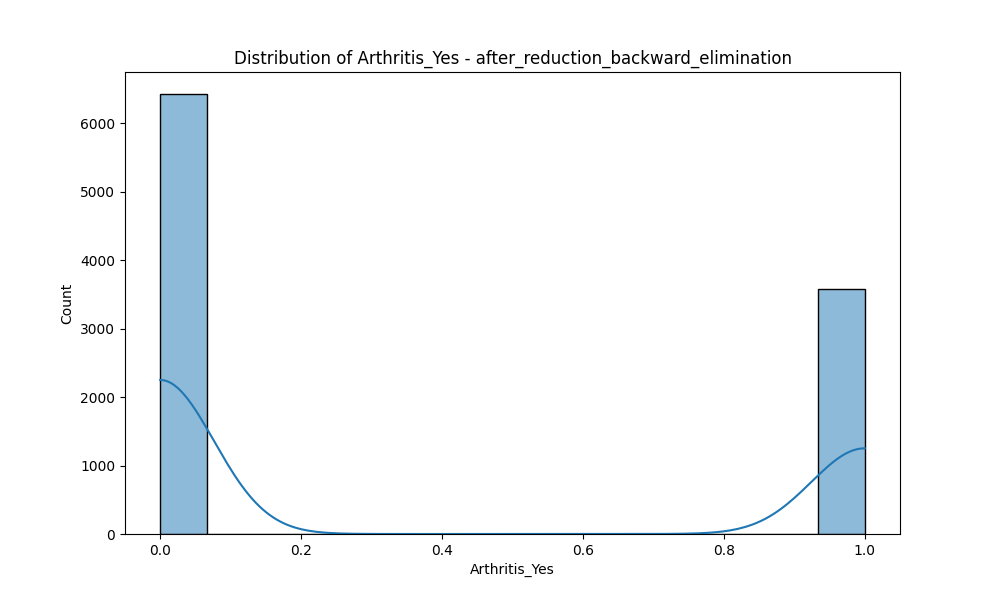 Distribution of Arthritis_Yes - after_reduction_backward_elimination
Count
6000
5000
4000
3000
2000
1000
0
0.0 0.2 0.4 0.6 0.8 1.0
Arthritis_Yes